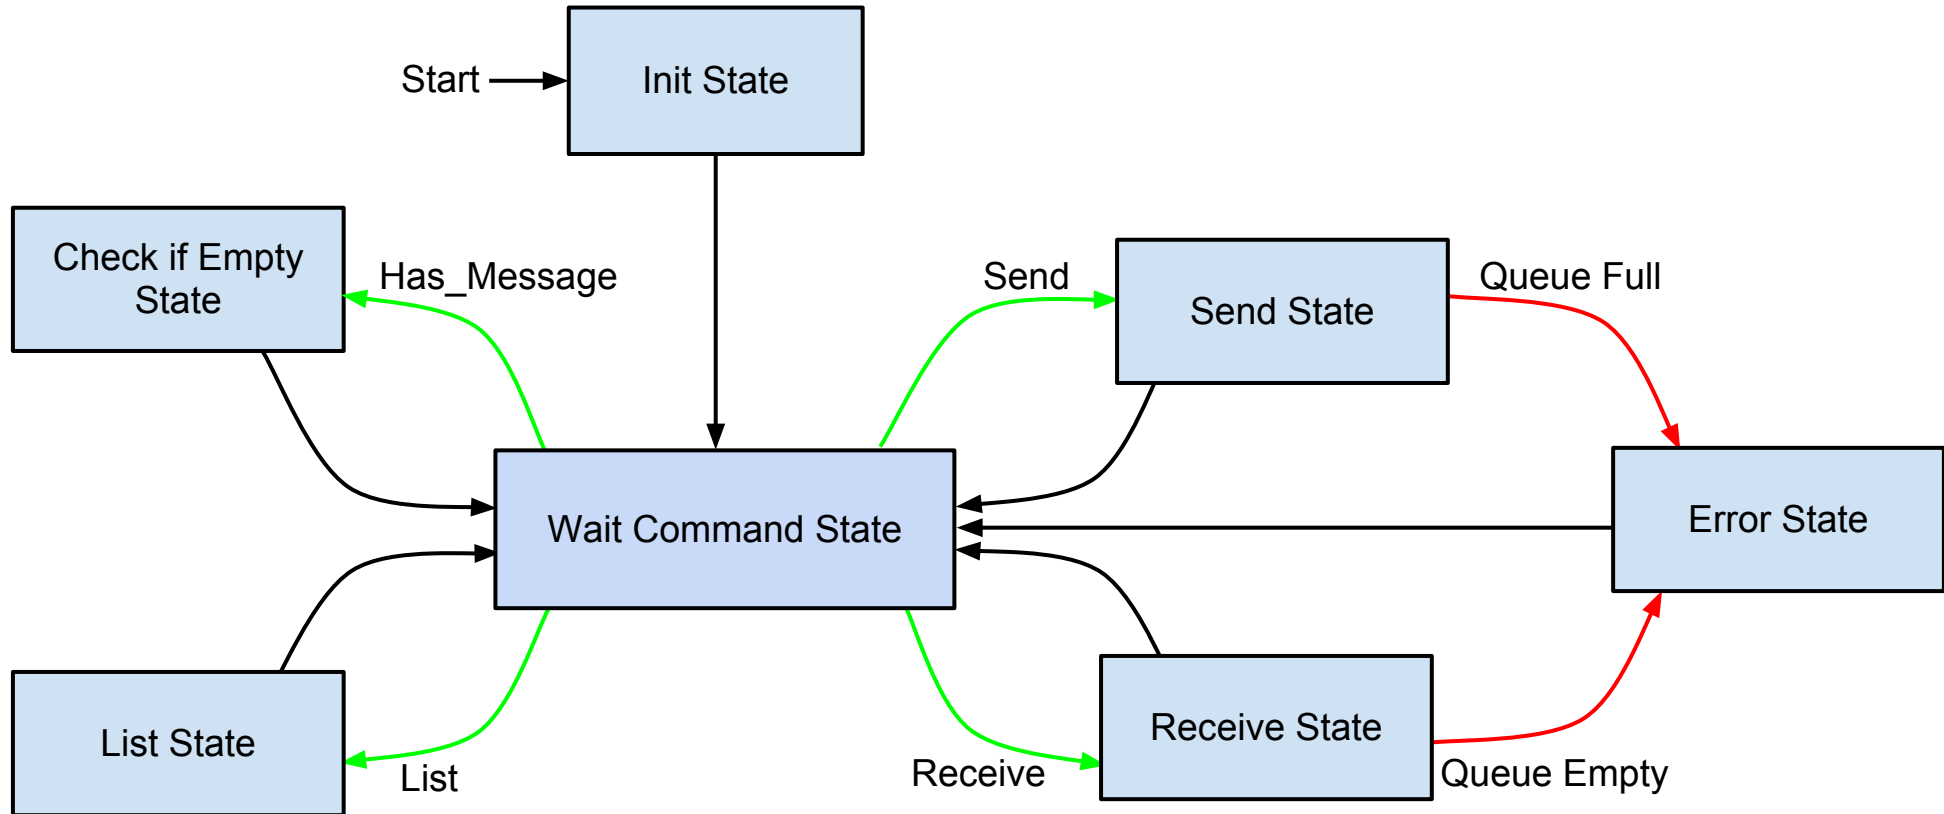 Start
Init State
Check if Empty
State
Has_Message
Send
Send State
Queue Full
Wait Command State
Error State
List State
List
Receive
Receive State
Queue Empty